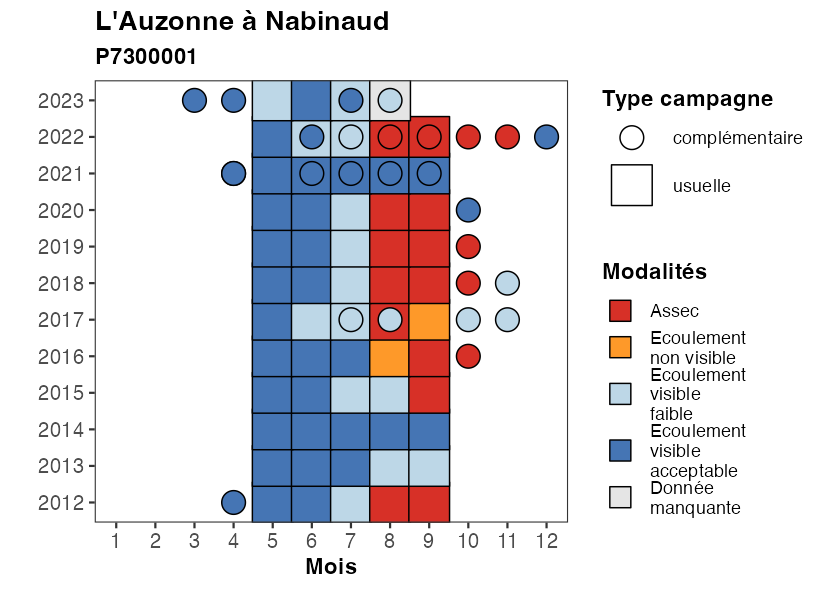 L'Auzonne à Nabinaud
P7300001
2023
2022
2021
2020
2019
2018
2017
2016
2015
2014
2013
2012
1 2 3 4 5 6 7 8 9 10 11 12
Mois
Type campagne
complémentaire
usuelle
Modalités
Assec
Ecoulement
non visible
Ecoulement
visible
faible
Ecoulement
visible
acceptable
Donnée
manquante